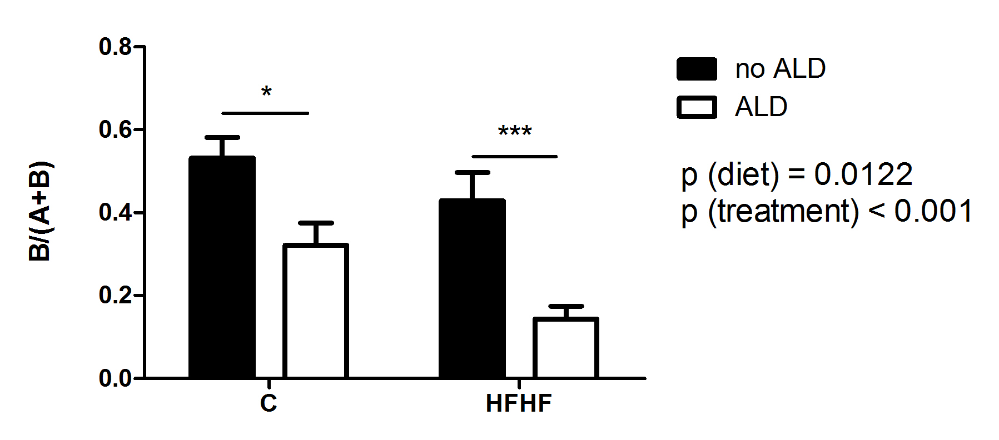 B/(A+B)
0.8
0.6
0.4
0.2
0.0
*
***
C
HFHF
no ALD
ALD
p (diet) = 0.0122
p (treatment) < 0.001